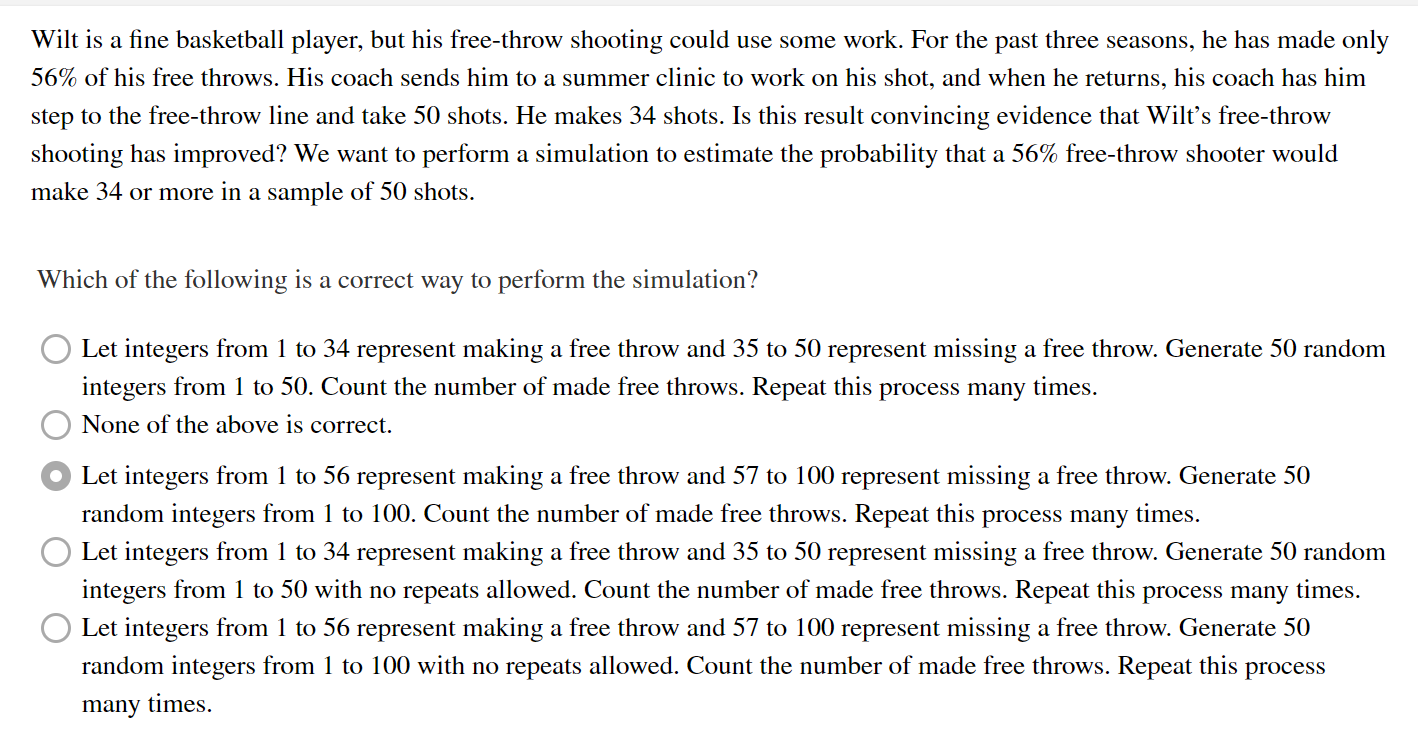 Wilt is a fine basketball player, but his free-throw shooting could use some work. For the past three seasons, he has made only
56% of his free throws. His coach sends him to a summer clinic to work on his shot, and when he returns, his coach has him
step to the free-throw line and take 50 shots. He makes 34 shots. Is this result convincing evidence that Wilt’s free-throw
shooting has improved? We want to perform a simulation to estimate the probability that a 56% free-throw shooter would
make 34 or more in a sample of 50 shots.
Which of the following is a correct way to perform the simulation?
Let integers from 1 to 34 represent making a free throw and 35 to 50 represent missing a free throw. Generate 50 random
integers from 1 to 50. Count the number of made free throws. Repeat this process many times.
None of the above is correct.
Let integers from 1 to 56 represent making a free throw and 57 to 100 represent missing a free throw. Generate 50
random integers from 1 to 100. Count the number of made free throws. Repeat this process many times.
Let integers from 1 to 34 represent making a free throw and 35 to 50 represent missing a free throw. Generate 50 random
integers from 1 to 50 with no repeats allowed. Count the number of made free throws. Repeat this process many times.
Let integers from 1 to 56 represent making a free throw and 57 to 100 represent missing a free throw. Generate 50
random integers from 1 to 100 with no repeats allowed. Count the number of made free throws. Repeat this process
many times.